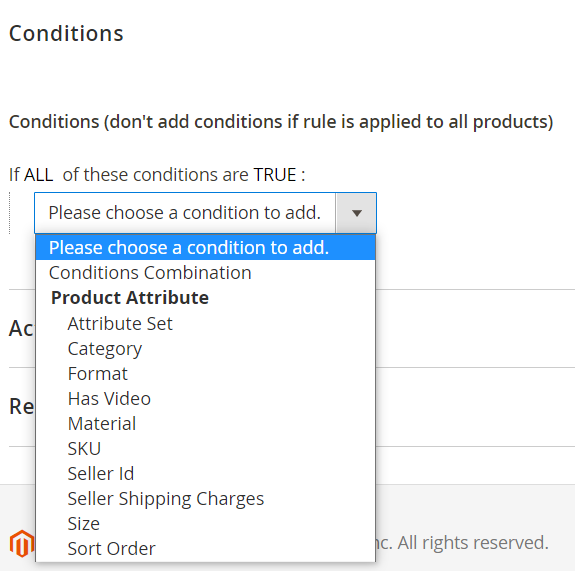 Conditions
Conditions (don't add conditions if rule is applied to all products)
If ALL of these conditions are TRUE :
Please choose a condition to add.
Please choose a condition to add.
Conditions Combination
Product Attribute
Attribute Set
Category
Format
Has Video
Material
SKU
Seller Id
Seller Shipping Charges
Size
Sort Order
Ac
Re
nc. All rights reserved.